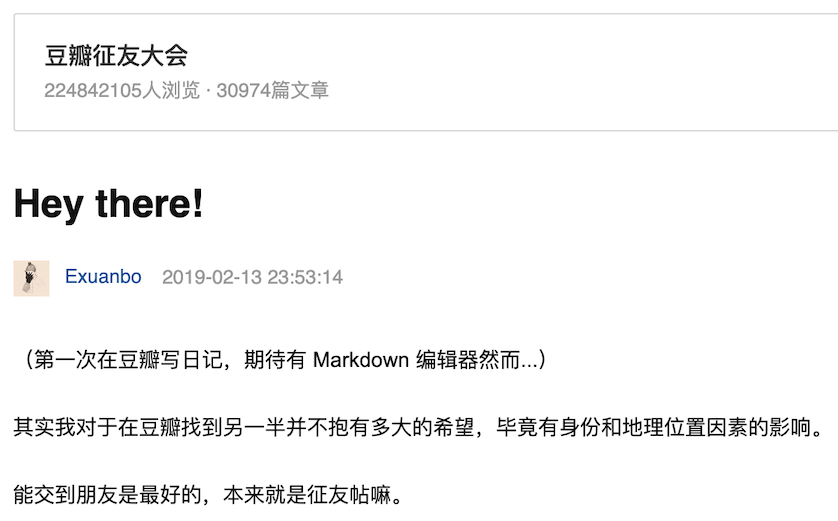 豆瓣征友大会
224842105人浏览 · 30974篇文章
Hey there!
Exuanbo 2019-02-13 23:53:14
（第一次在豆瓣写日记，期待有 Markdown 编辑器然而...）
其实我对于在豆瓣找到另一半并不抱有多大的希望，毕竟有身份和地理位置因素的影响。
能交到朋友是最好的，本来就是征友帖嘛。